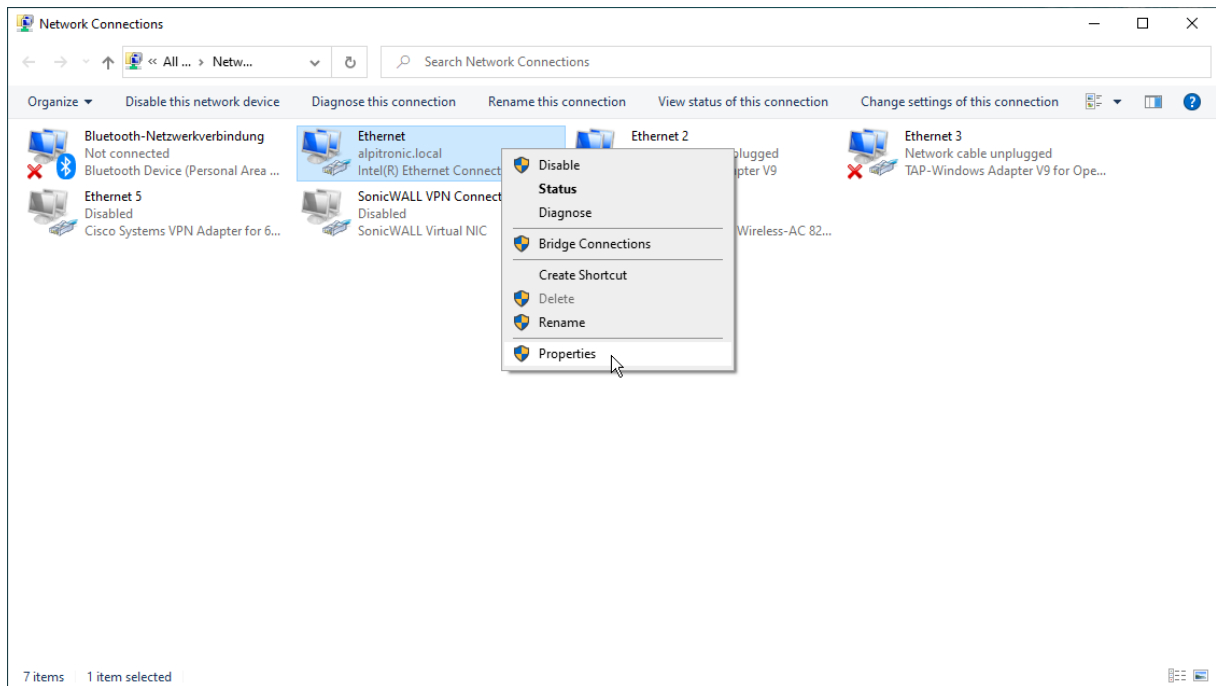 Network Connections
« All ... › Netw...
Search Network Connections
Organize
Disable this network device
Diagnose this connection
Rename this connection
View status of this connection
Change settings of this connection
?
Bluetooth-Netzwerkverbindung
Not connected
Bluetooth Device (Personal Area ...
Ethernet
alpitronic.local
Intel(R) Ethernet Connect
Ethernet 2
plugged
pter V9
Ethernet 3
Network cable unplugged
TAP-Windows Adapter V9 for Ope...
Ethernet 5
Disabled
Cisco Systems VPN Adapter for 6...
SonicWALL VPN Connect
Disabled
SonicWALL Virtual NIC
Wireless-AC 82...
Disable
Status
Diagnose
Bridge Connections
Create Shortcut
Delete
Rename
Properties
7 items
1 item selected